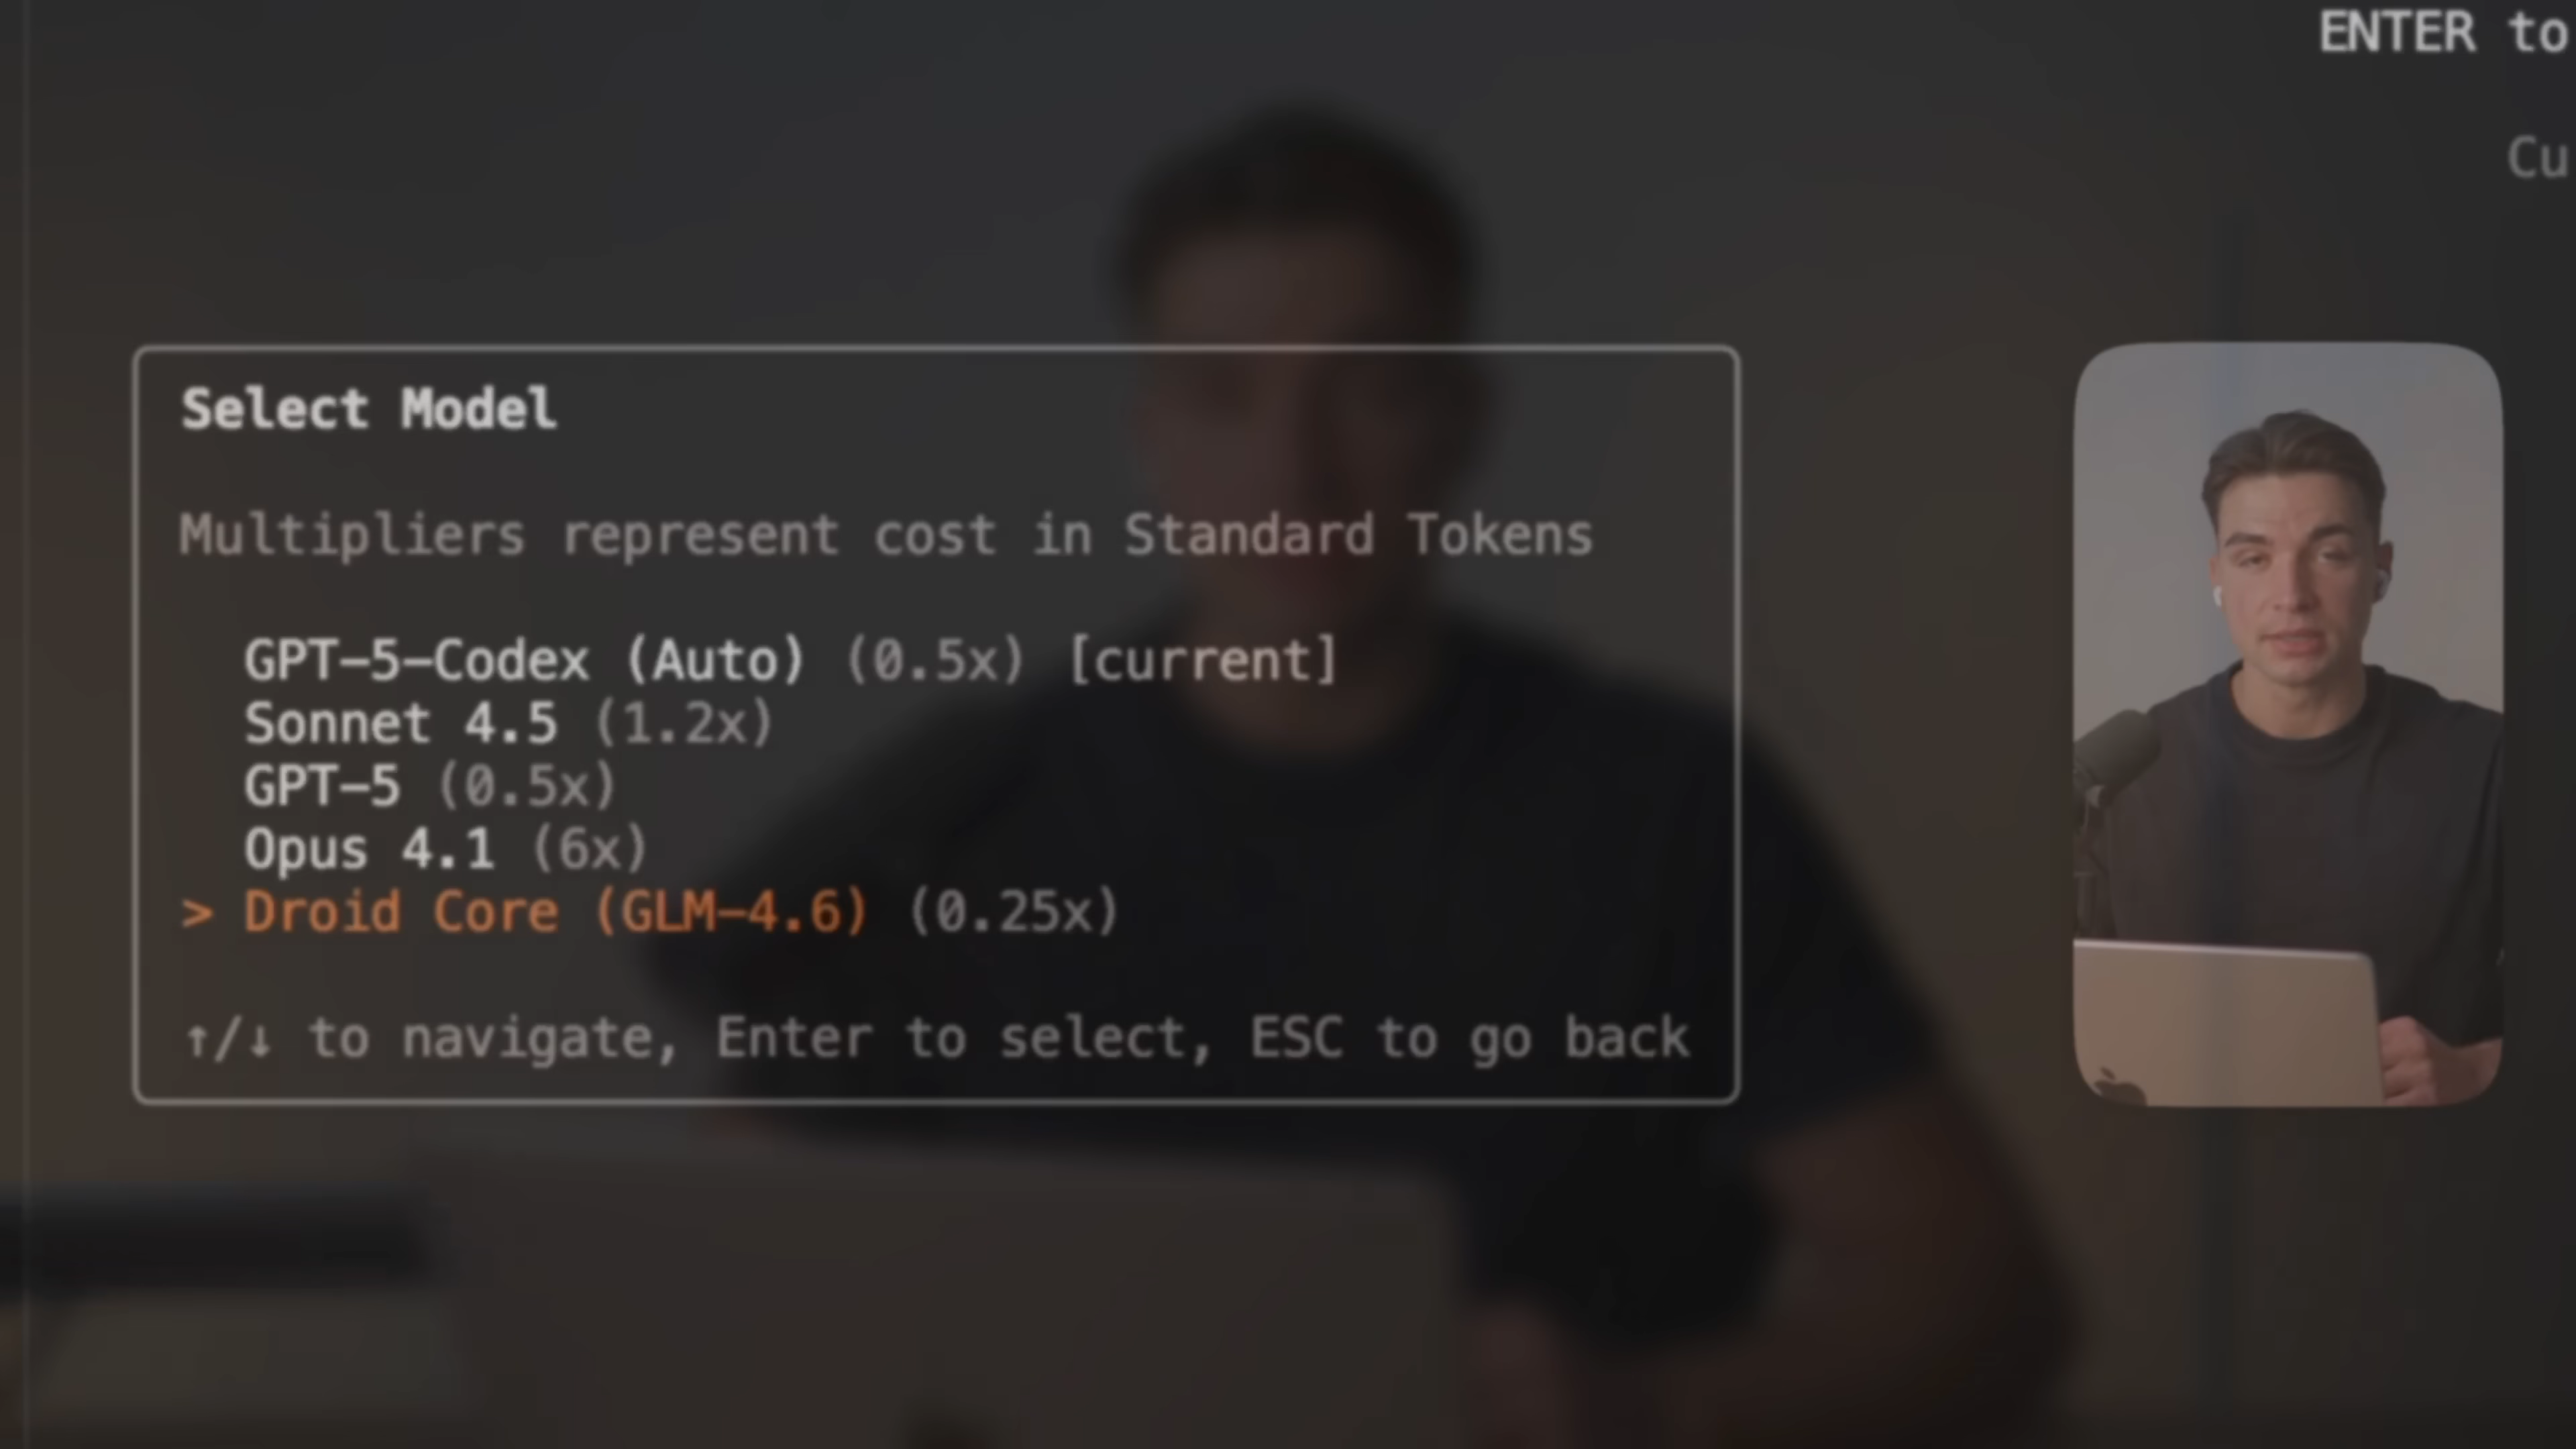 ENTER to
Cu
Select Model
Multipliers represent cost in Standard Tokens
GPT-5-Codex (Auto) (0.5x) [current]
Sonnet 4.5 (1.2x)
GPT-5 (0.5x)
Opus 4.1 (6x)
> Droid Core (GLM-4.6) (0.25x)
↑/↓ to navigate, Enter to select, ESC to go back